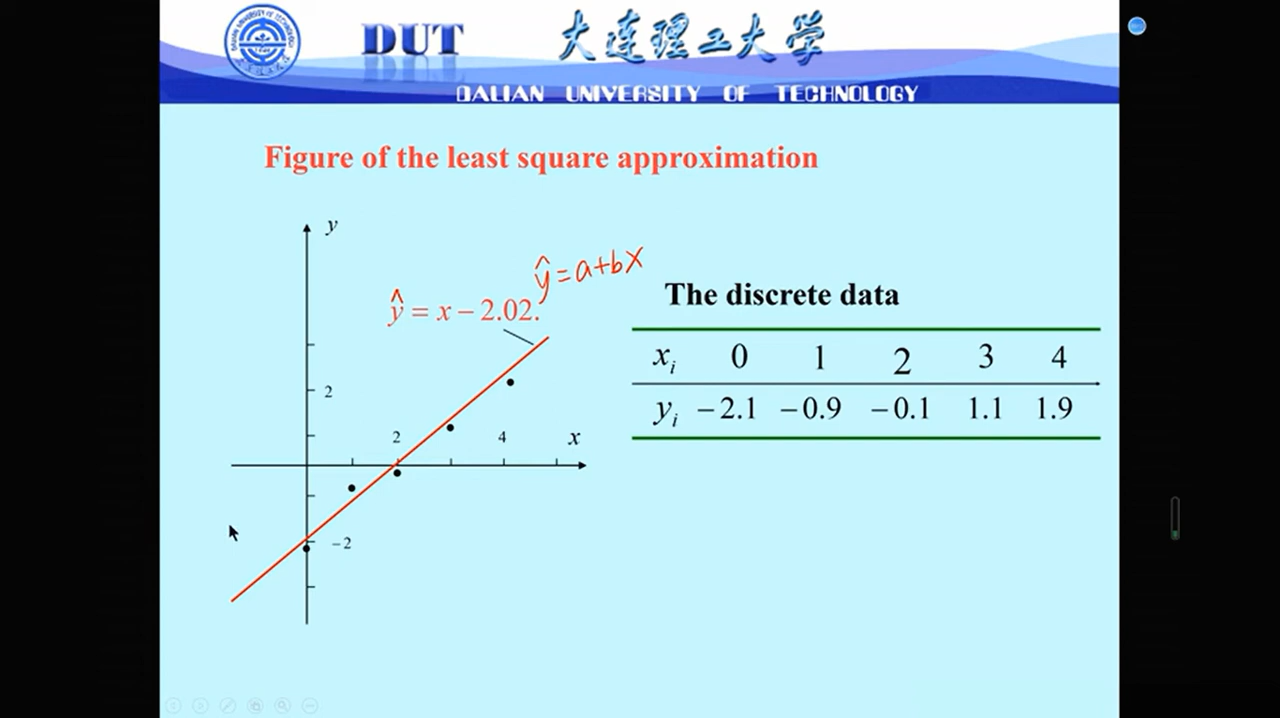 DUT 大连理工大学
DALIAN UNIVERSITY OF TECHNOLOGY
Figure of the least square approximation
y
ŷ = a+bx
ŷ = x − 2.02.
2
2
4
x
−2
The discrete data
xᵢ 0 1 2 3 4
yᵢ −2.1 −0.9 −0.1 1.1 1.9